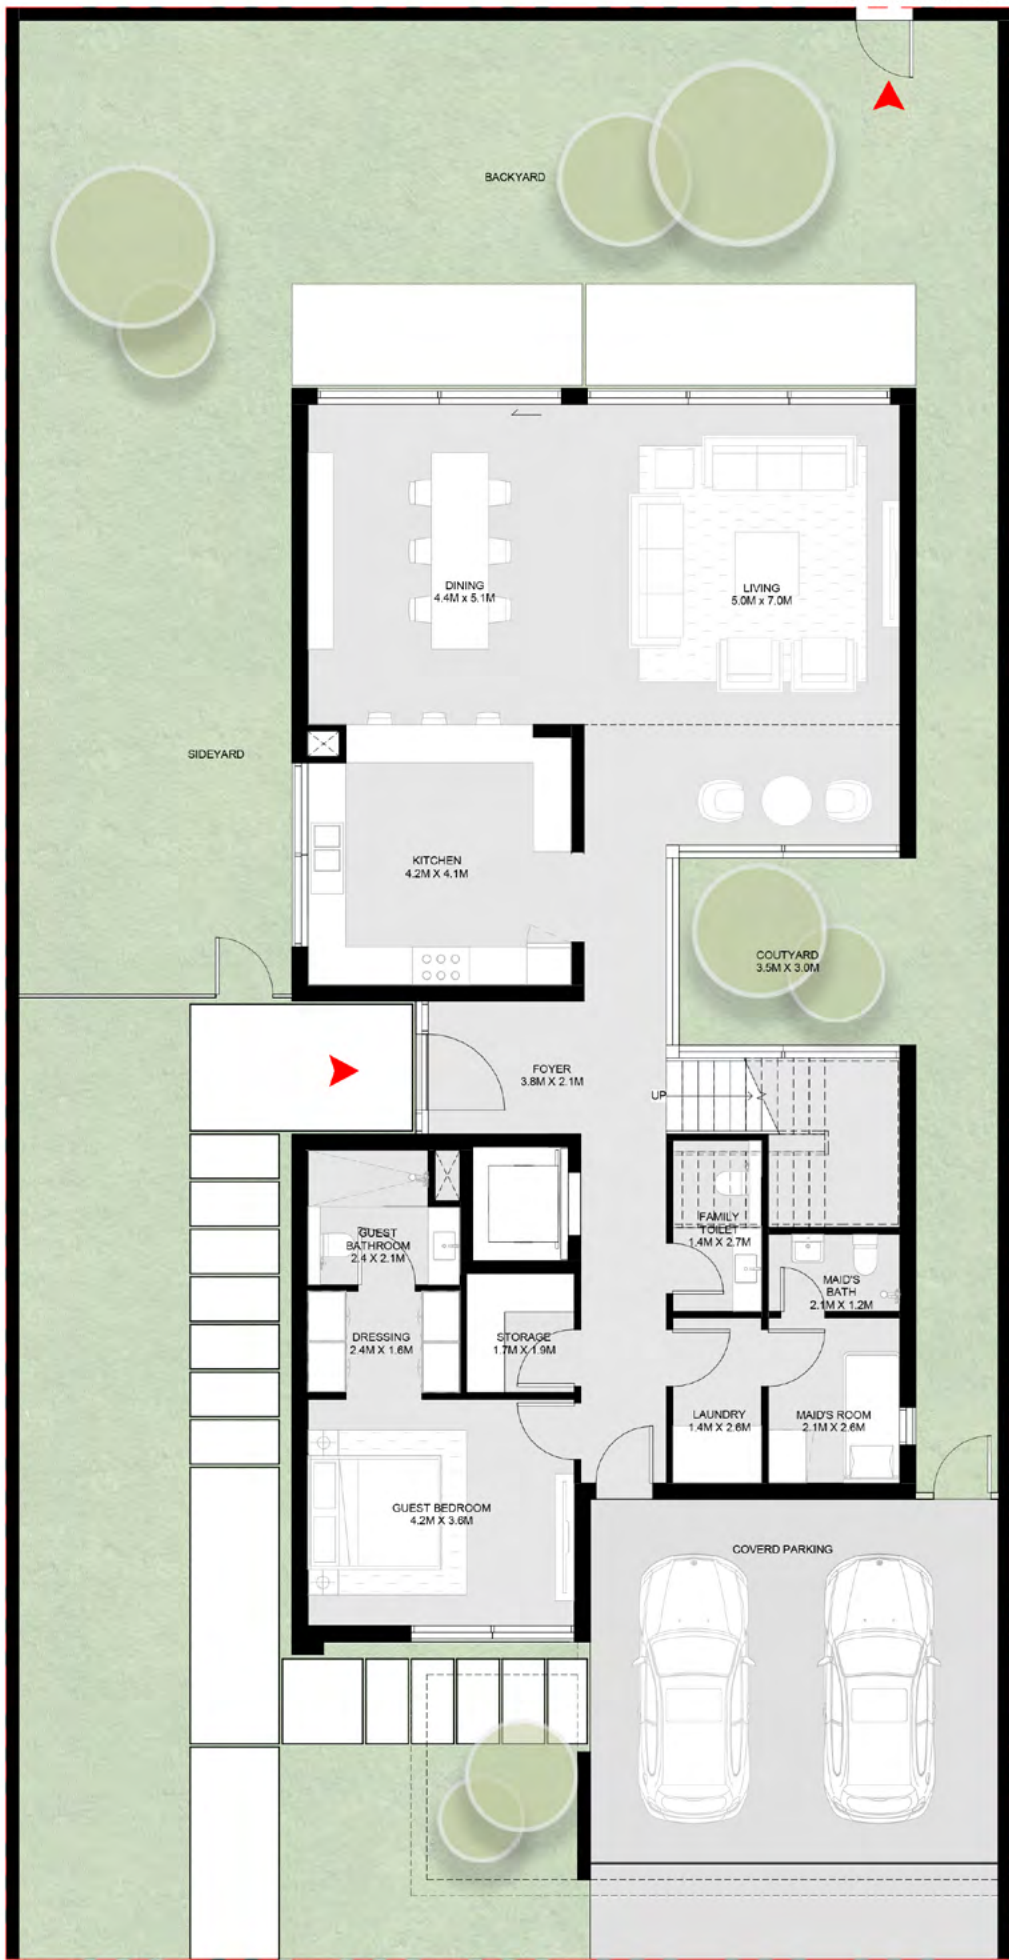 BACKYARD
DINING
4.4M x 5.1M
LIVING
5.0M x 7.0M
SIDEYARD
KITCHEN
4.2M X 4.1M
COUTYARD
3.5M X 3.0M
FOYER
3.8M X 2.1M
UP
FAMILY
TOILET
1.4M X 2.7M
GUEST
BATHROOM
2.4 X 2.1M
MAID'S
BATH
2.1M X 1.2M
DRESSING
2.4M X 1.6M
STORAGE
1.7M X 1.9M
LAUNDRY
1.4M X 2.6M
MAID'S ROOM
2.1M X 2.6M
GUEST BEDROOM
4.2M X 3.6M
COVERD PARKING